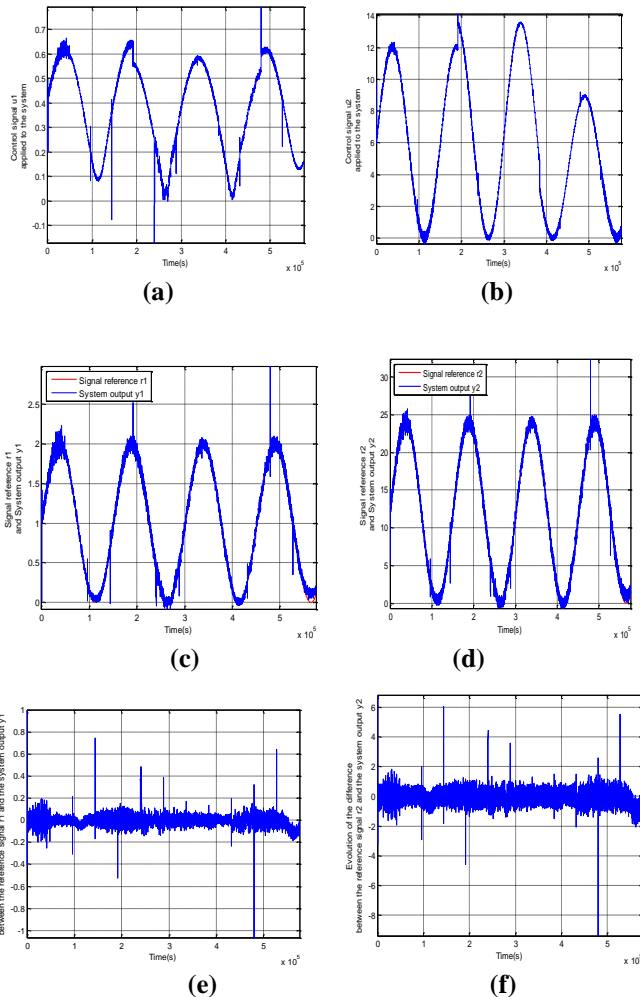 0.7
0.6
0.5
0.4
0.3
0.2
0.1
0
-0.1
Control signal u1
applied to the system
0 1 2 3 4 5
x 10^5
Time(s)
(a)
14
12
10
8
6
4
2
0
Control signal u2
applied to the system
0 1 2 3 4 5
x 10^5
Time(s)
(b)
Signal reference r1
System output y1
2.5
2
1.5
1
0.5
0
Signal reference r1
and System output y1
0 1 2 3 4 5
x 10^5
Time(s)
(c)
Signal reference r2
System output y2
30
25
20
15
10
5
0
Signal reference r2
and System output y2
0 1 2 3 4 5
x 10^5
Time(s)
(d)
1
0.8
0.6
0.4
0.2
0
-0.2
-0.4
-0.6
-0.8
-1
between the reference signal r1 and the system output y1
0 1 2 3 4 5
x 10^5
Time(s)
(e)
6
4
2
0
-2
-4
-6
-8
Evolution of the difference
between the reference signal r2 and the system output y2
0 1 2 3 4 5
x 10^5
Time(s)
(f)